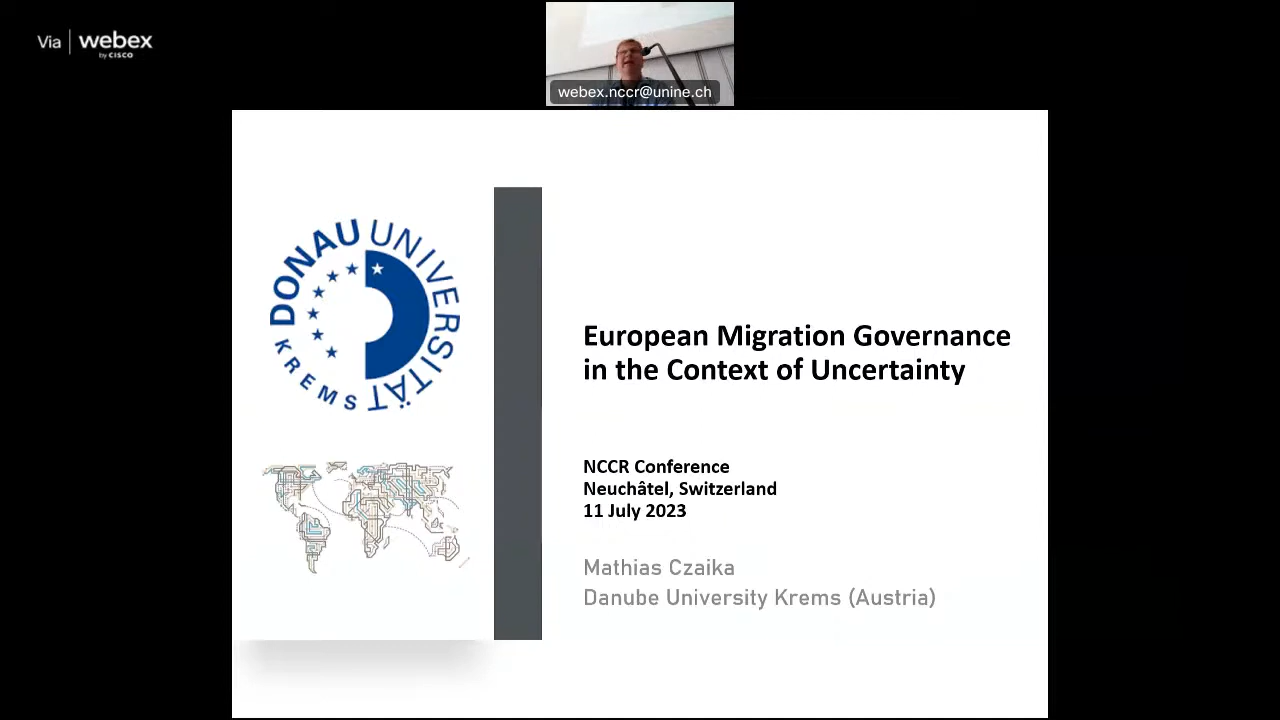 Via webex
by CISCO
webex.nccr@unine.ch
DONAU UNIVERSITÄT
KREMS
European Migration Governance
in the Context of Uncertainty
NCCR Conference
Neuchâtel, Switzerland
11 July 2023
Mathias Czaika
Danube University Krems (Austria)